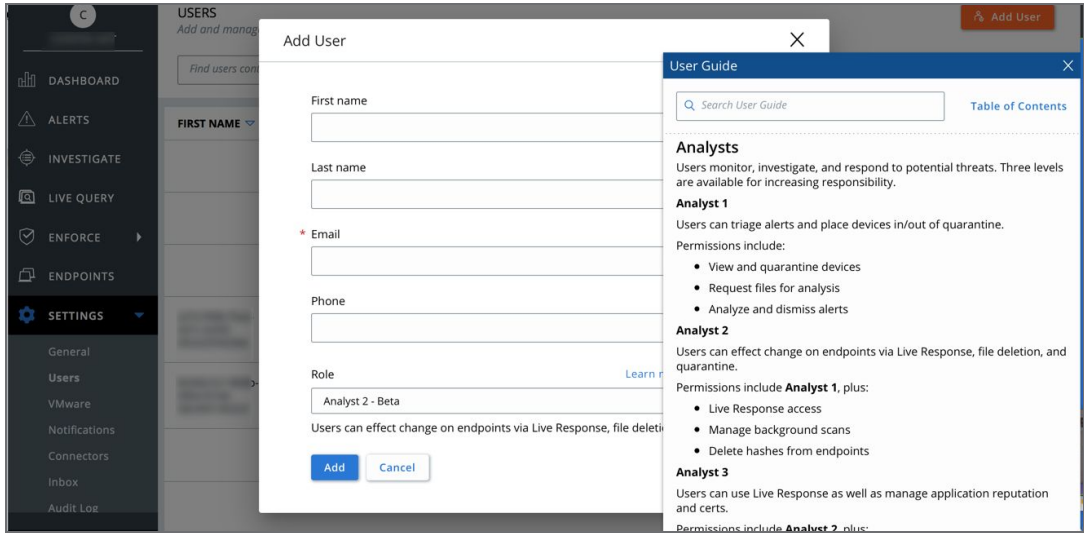 C
DASHBOARD
ALERTS
INVESTIGATE
LIVE QUERY
ENFORCE
ENDPOINTS
SETTINGS
General
Users
VMware
Notifications
Connectors
Inbox
Audit Log
USERS
Add and manag
Add User
Find users cont
FIRST NAME
Add User
First name
Last name
* Email
Phone
Role
Learn
Analyst 2 - Beta
Users can effect change on endpoints via Live Response, file deleti
Add
Cancel
User Guide
Search User Guide
Table of Contents
Analysts
Users monitor, investigate, and respond to potential threats. Three levels
are available for increasing responsibility.
Analyst 1
Users can triage alerts and place devices in/out of quarantine.
Permissions include:
• View and quarantine devices
• Request files for analysis
• Analyze and dismiss alerts
Analyst 2
Users can effect change on endpoints via Live Response, file deletion, and
quarantine.
Permissions include Analyst 1, plus:
• Live Response access
• Manage background scans
• Delete hashes from endpoints
Analyst 3
Users can use Live Response as well as manage application reputation
and certs.
Permissions include Analyst 2, plus: